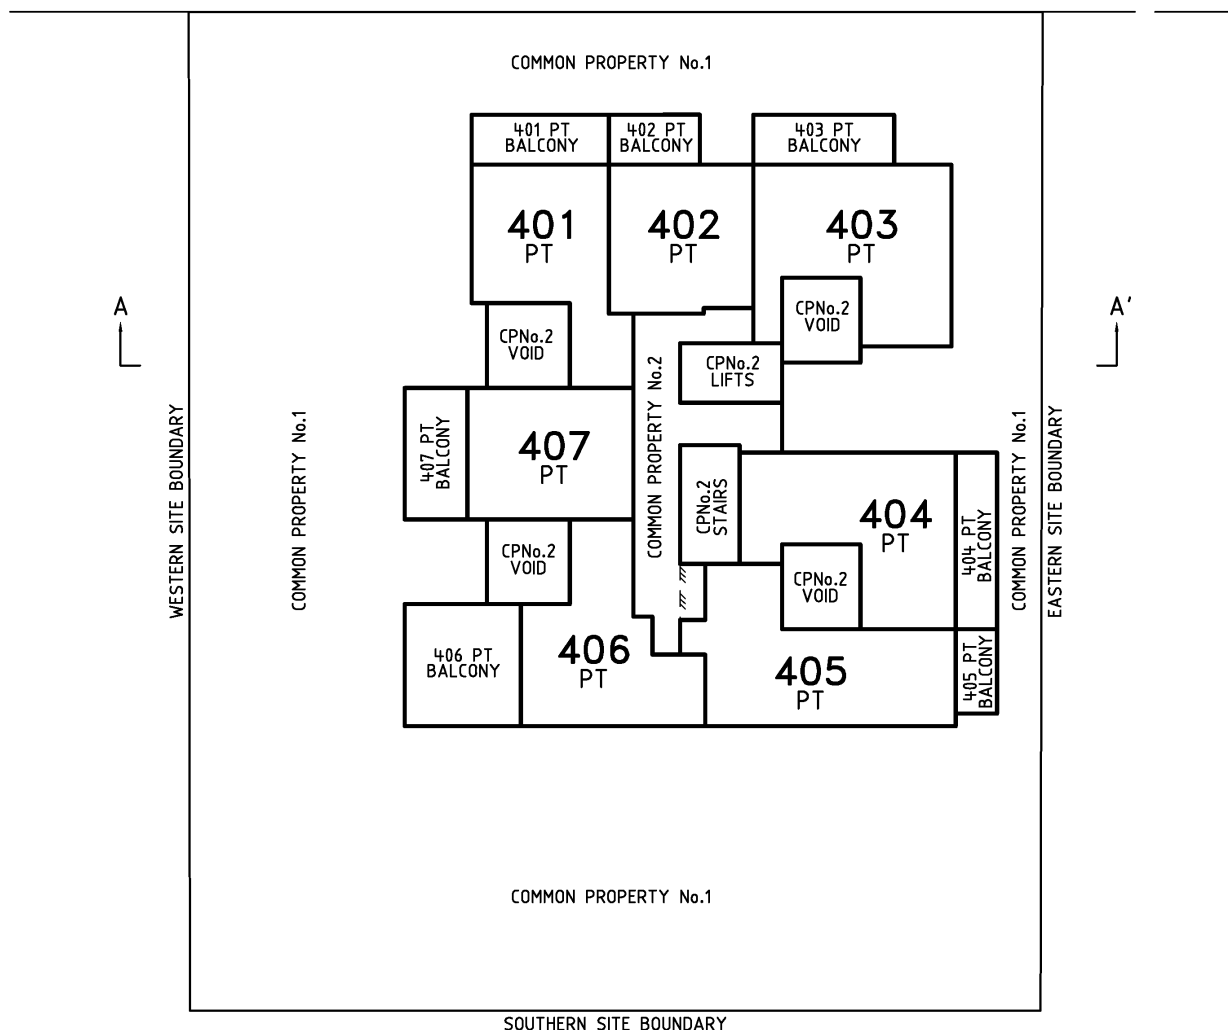 COMMON PROPERTY No.1
401 PT
BALCONY
402 PT
BALCONY
403 PT
BALCONY
401
PT
402
PT
403
PT
A
A'
CPNo.2
VOID
CPNo.2
VOID
CPNo.2
LIFTS
COMMON PROPERTY No.2
WESTERN SITE BOUNDARY
COMMON PROPERTY No.1
407 PT
BALCONY
407
PT
CPNo.2
STAIRS
404
PT
404 PT
BALCONY
COMMON PROPERTY No.1
EASTERN SITE BOUNDARY
CPNo.2
VOID
CPNo.2
VOID
406 PT
BALCONY
406
PT
405
PT
405 PT
BALCONY
COMMON PROPERTY No.1
SOUTHERN SITE BOUNDARY